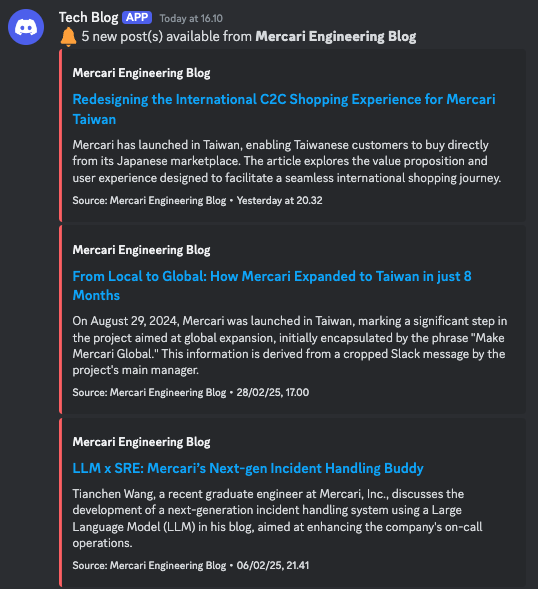 Tech Blog APP Today at 16.10
5 new post(s) available from Mercari Engineering Blog
Mercari Engineering Blog
Redesigning the International C2C Shopping Experience for Mercari
Taiwan
Mercari has launched in Taiwan, enabling Taiwanese customers to buy directly
from its Japanese marketplace. The article explores the value proposition and
user experience designed to facilitate a seamless international shopping journey.
Source: Mercari Engineering Blog • Yesterday at 20.32
Mercari Engineering Blog
From Local to Global: How Mercari Expanded to Taiwan in just 8
Months
On August 29, 2024, Mercari was launched in Taiwan, marking a significant step in
the project aimed at global expansion, initially encapsulated by the phrase "Make
Mercari Global." This information is derived from a cropped Slack message by the
project's main manager.
Source: Mercari Engineering Blog • 28/02/25, 17.00
Mercari Engineering Blog
LLM x SRE: Mercari's Next-gen Incident Handling Buddy
Tianchen Wang, a recent graduate engineer at Mercari, Inc., discusses the
development of a next-generation incident handling system using a Large
Language Model (LLM) in his blog, aimed at enhancing the company's on-call
operations.
Source: Mercari Engineering Blog • 06/02/25, 21.41